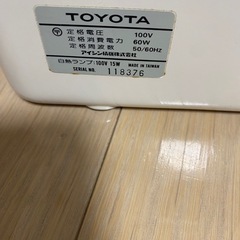 TOYOTA
定格電圧 100V
定格消費電力 60W
定格周波数 50/60HZ
アイシン精機株式会社
白熱ランプ:100V 15W MADE IN TAIWAN
SERIAL NO. 118376